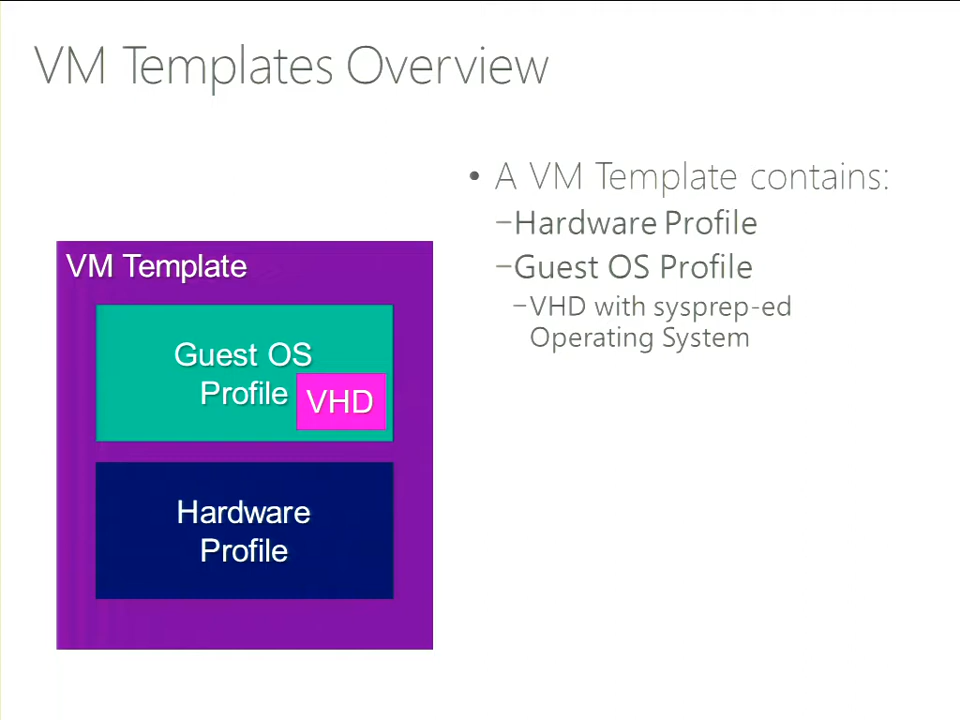 VM Templates Overview
• A VM Template contains:
–Hardware Profile
–Guest OS Profile
–VHD with sysprep-ed
Operating System
VM Template
Guest OS
Profile
VHD
Hardware
Profile